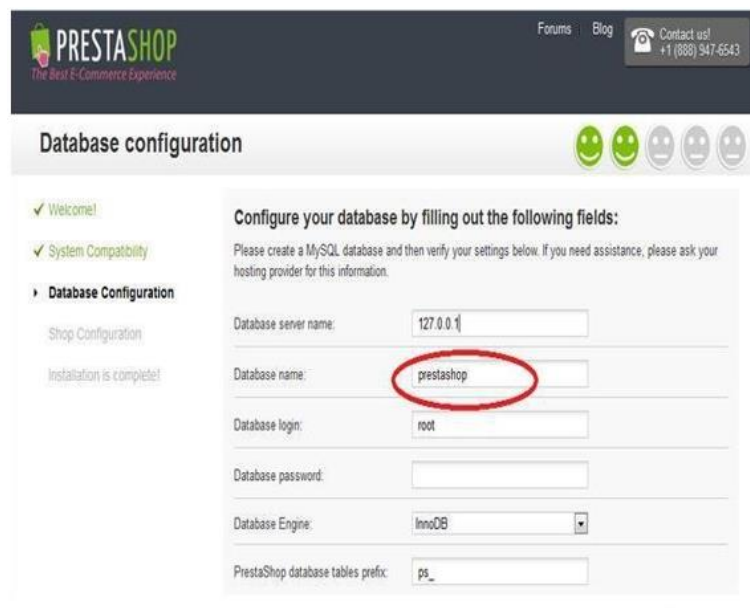 PRESTASHOP
The Best E-Commerce Experience
Forums
Blog
Contact us!
+1 (888) 947-6543
Database configuration
Welcome!
System Compatibility
Database Configuration
Shop Configuration
Installation is complete!
Configure your database by filling out the following fields:
Please create a MySQL database and then verify your settings below. If you need assistance, please ask your
hosting provider for this information.
Database server name: 127.0.0.1
Database name: prestashop
Database login: root
Database password:
Database Engine: InnoDB
PrestaShop database tables prefix: ps_